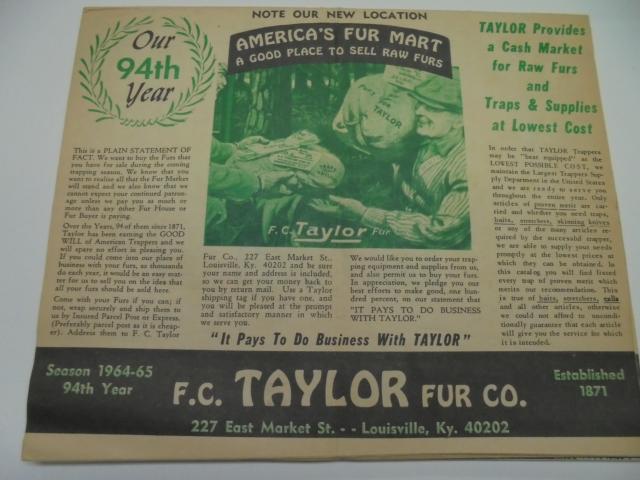 NOTE OUR NEW LOCATION
Our
94th
Year
AMERICA'S FUR MART
A GOOD PLACE TO SELL RAW FURS
TAYLOR Provides
a Cash Market
for Raw Furs
and
Traps & Supplies
at Lowest Cost
TAYLOR
F.C. Taylor Fur
This is a PLAIN STATEMENT OF
FACT. We want to buy the Furs that
you have for sale during the coming
trapping season. We know that you
want to realize all that the Fur Market
will stand and we also know that we
cannot expect your continued patron-
age unless we pay you as much or
more than any other Fur House or
Fur Buyer is paying.
Over the Years, 94 of them since 1871,
Taylor has been earning the GOOD
WILL of American Trappers and we
will spare no effort in pleasing you.
If you could come into our place of
business with your furs, as thousands
do each year, it would be an easy mat-
ter for us to sell you on the idea that
all your furs should be sold here.
Come with your Furs if you can; if
not, wrap securely and ship them to
us by Insured Parcel Post or Express.
(Preferably parcel post as it is cheap-
er). Address them to F. C. Taylor
Fur Co., 227 East Market St.,
Louisville, Ky. 40202 and be sure
your name and address is included,
so we can get your money back to
you by return mail. Use a Taylor
shipping tag if you have one, and
you will be pleased at the prompt
and satisfactory manner in which
we serve you.
We would like you to order your trap-
ping equipment and supplies from us,
and also permit us to buy your furs.
In appreciation, we pledge you our
best efforts to make good, one hun-
dred percent, on our statement that
"IT PAYS TO DO BUSINESS
WITH TAYLOR."
In order that TAYLOR Trappers
may be "best equipped" at the
LOWEST POSSIBLE COST, we
maintain the Largest Trappers Sup-
ply Department in the United States
and we are ready to serve you
throughout the entire year. Only
articles of proven merit are car-
ried and whether you need traps,
baits, stretchers, skinning knives
or any of the many articles re-
quired by the successful trapper,
we are able to supply your needs
promptly at the lowest prices at
which they can be obtained. In
this catalog you will find listed
every trap of proven merit which
merits our recommendation. This
is true of baits, stretchers, calls
and all other articles, otherwise
we could not afford to uncondi-
tionally guarantee that each article
will give you the service for which
it is intended.
"It Pays To Do Business With TAYLOR"
Season 1964-65
94th Year
F.C. TAYLOR FUR CO.
Established
1871
227 East Market St. - - Louisville, Ky. 40202